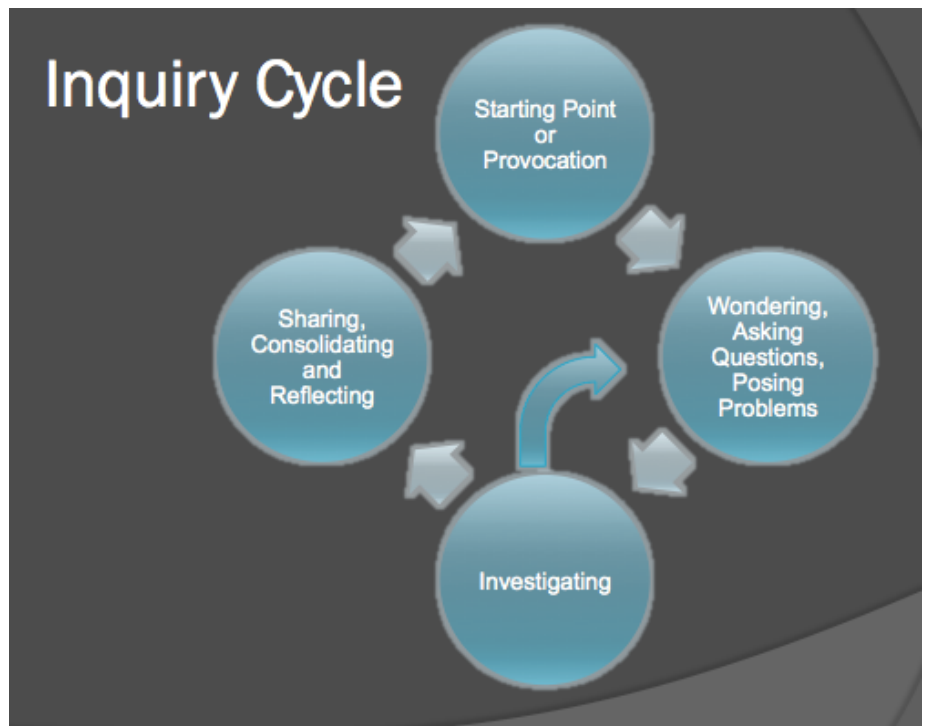 Inquiry Cycle
Starting Point
or
Provocation
Wondering,
Asking
Questions,
Posing
Problems
Investigating
Sharing,
Consolidating
and
Reflecting